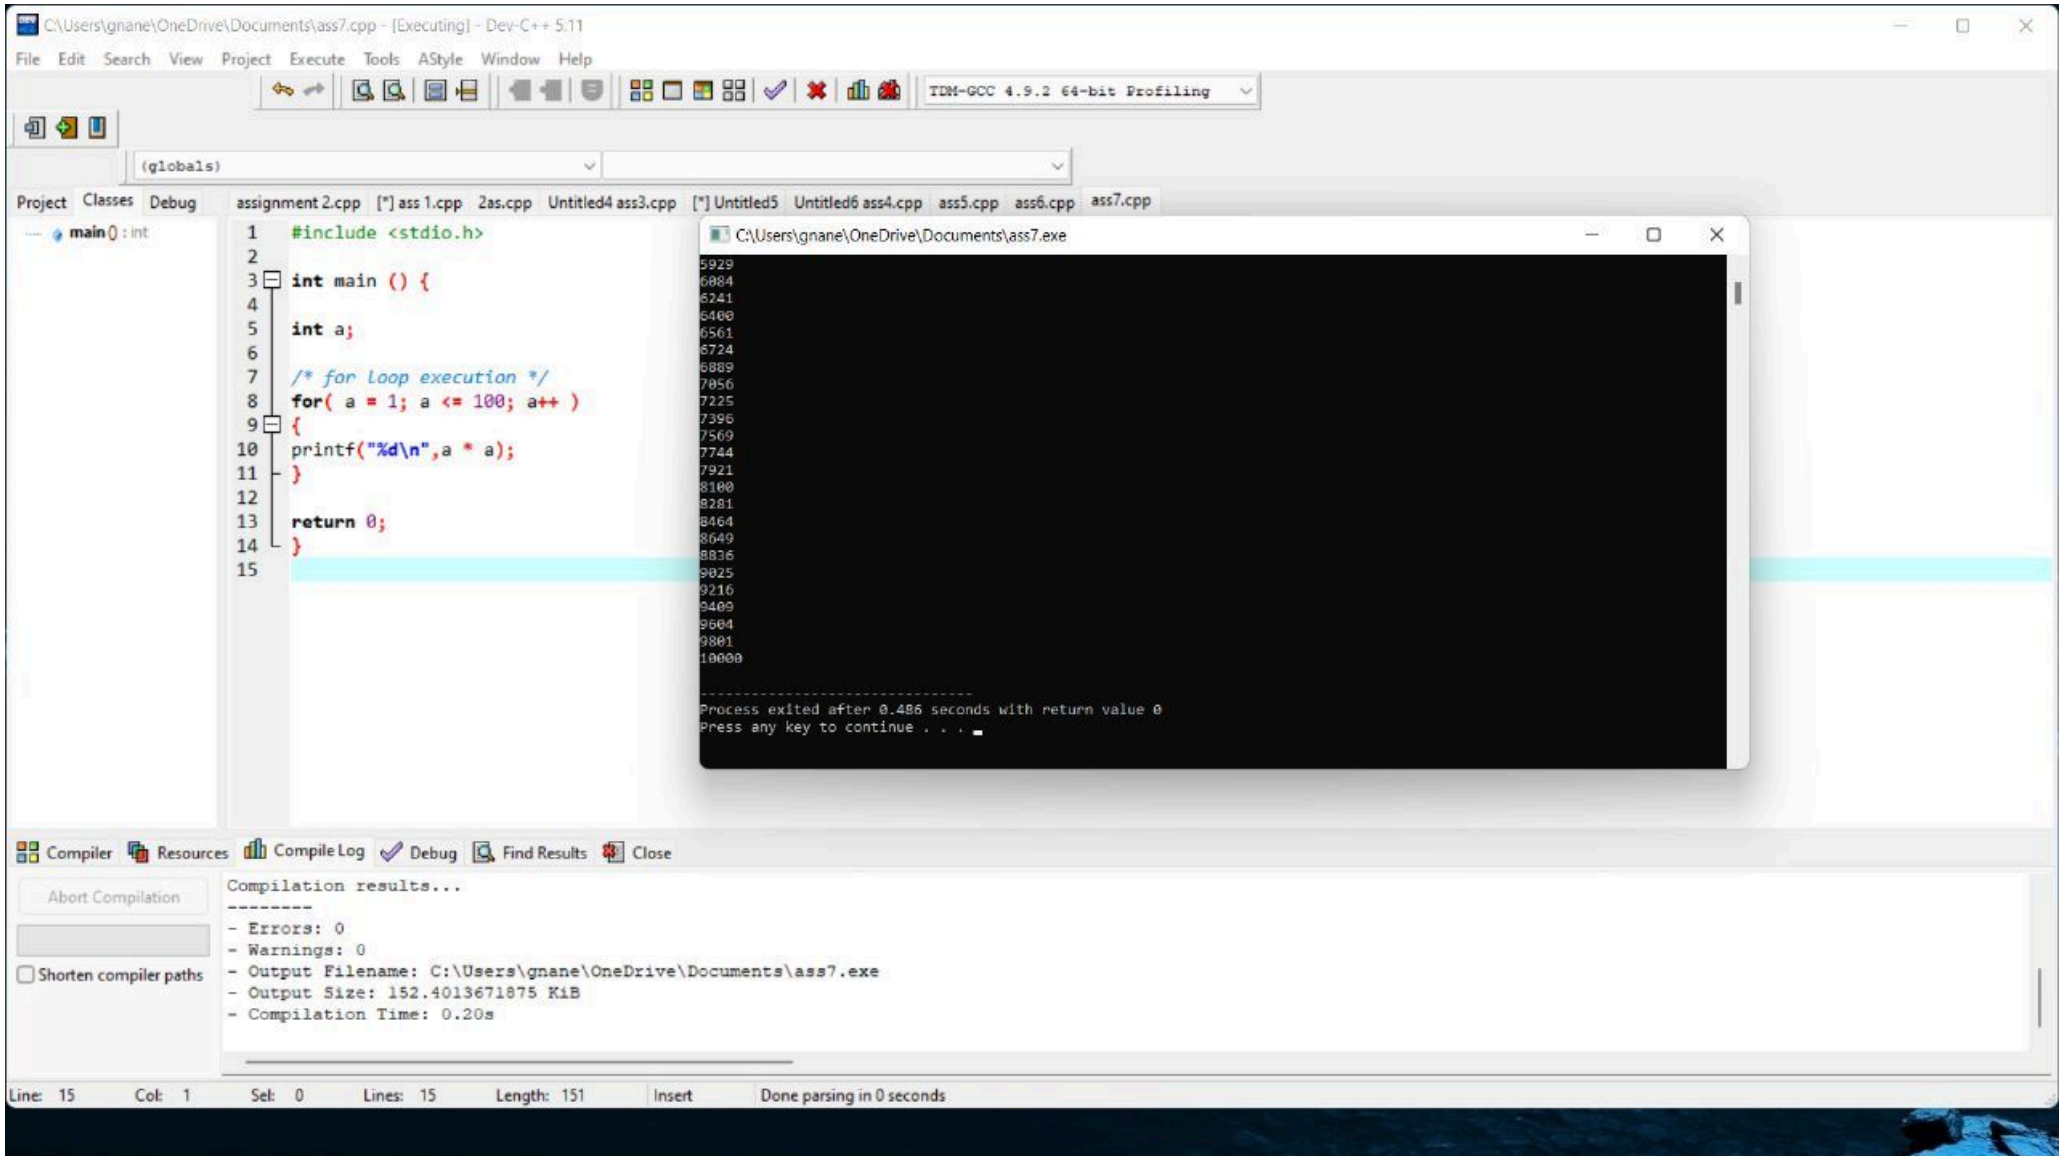 C:\Users\gnane\OneDrive\Documents\ass7.cpp - [Executing] - Dev-C++ 5.11
File Edit Search View Project Execute Tools AStyle Window Help
TDM-GCC 4.9.2 64-bit Profiling
(globals)
Project Classes Debug
assignment 2.cpp [*] ass 1.cpp 2as.cpp Untitled4 ass3.cpp [*] Untitled5 Untitled6 ass4.cpp ass5.cpp ass6.cpp ass7.cpp
main () : int
1 #include <stdio.h>
2
3 int main () {
4
5 int a;
6
7 /* for Loop execution */
8 for( a = 1; a <= 100; a++ )
9 {
10 printf("%d\n",a * a);
11 }
12
13 return 0;
14 }
15
C:\Users\gnane\OneDrive\Documents\ass7.exe
5929
6084
6241
6400
6561
6724
6889
7056
7225
7396
7569
7744
7921
8100
8281
8464
8649
8836
9025
9216
9409
9604
9801
10000
--------------------------------
Process exited after 0.486 seconds with return value 0
Press any key to continue . . .
Compiler Resources Compile Log Debug Find Results Close
Abort Compilation
Shorten compiler paths
Compilation results...
--------
- Errors: 0
- Warnings: 0
- Output Filename: C:\Users\gnane\OneDrive\Documents\ass7.exe
- Output Size: 152.4013671875 KiB
- Compilation Time: 0.20s
Line: 15 Col: 1 Sel: 0 Lines: 15 Length: 151 Insert Done parsing in 0 seconds